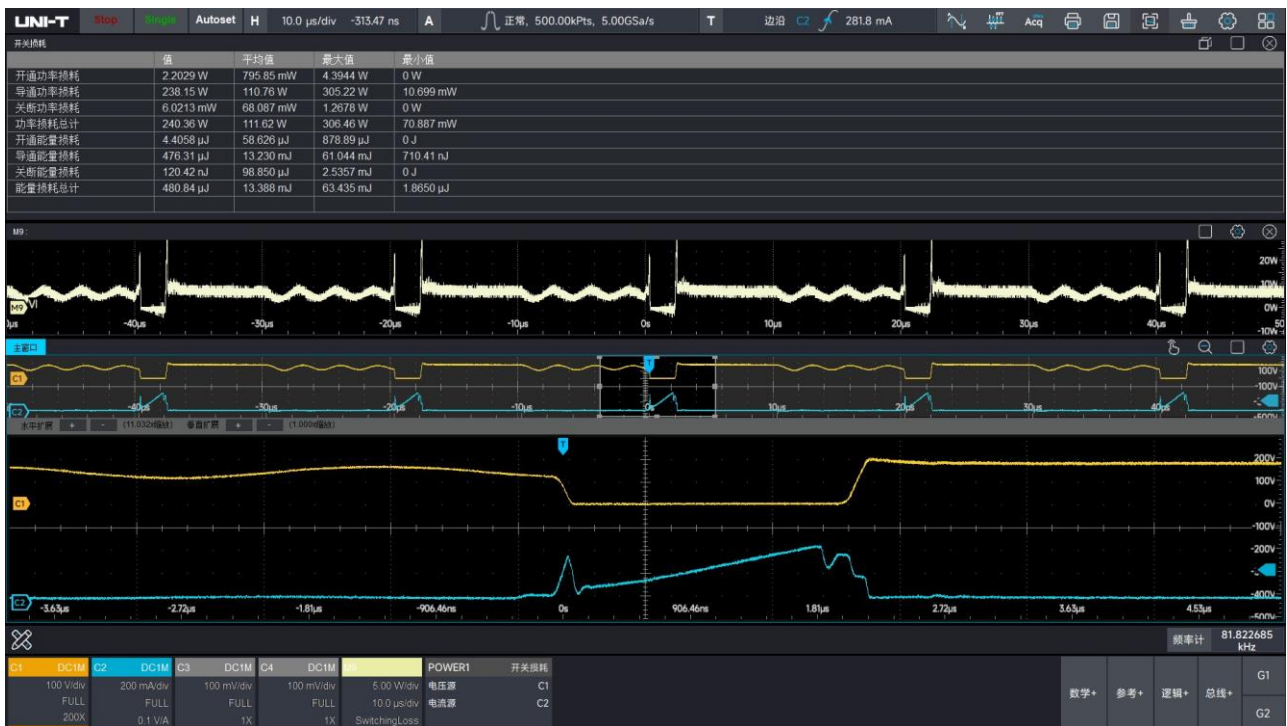 UNI-T Stop Single Autoset H 10.0 μs/div -313.47 ns A 正常, 500.00kPts, 5.00GSa/s T 边沿 C2 281.8 mA Acq
开关损耗
值 平均值 最大值 最小值
开通功率损耗 2.2029 W 795.85 mW 4.3944 W 0 W
导通功率损耗 238.15 W 110.76 W 305.22 W 10.699 mW
关断功率损耗 6.0213 mW 68.087 mW 1.2678 W 0 W
功率损耗总计 240.36 W 111.62 W 306.46 W 70.887 mW
开通能量损耗 4.4058 μJ 58.626 μJ 878.89 μJ 0 J
导通能量损耗 476.31 μJ 13.230 mJ 61.044 mJ 710.41 nJ
关断能量损耗 120.42 nJ 98.850 μJ 2.5357 mJ 0 J
能量损耗总计 480.84 μJ 13.388 mJ 63.435 mJ 1.8650 μJ
M9:
20W
10W
M9 VI
0W
-40μs -30μs -20μs -10μs 0s 10μs 20μs 30μs 40μs
-10W
主窗口
T
100V
C1
-100V
C2 -40μs -30μs -20μs -10μs 0s 10μs 20μs 30μs 40μs
-500V
水平扩展 + - (11.032x缩放) 垂直扩展 + - (1.000x缩放)
T
200V
100V
C1 0V
-100V
-200V
C2 -400V
-3.63μs -2.72μs -1.81μs -906.46ns 0s 906.46ns 1.81μs 2.72μs 3.63μs 4.53μs
-500V
频率计 81.822685 kHz
C1 DC1M C2 DC1M C3 DC1M C4 DC1M M9 POWER1 开关损耗
100 V/div 200 mA/div 100 mV/div 100 mV/div 5.00 W/div 电压源 C1
FULL FULL FULL FULL 10.0 μs/div 电流源 C2
200X 0.1 V/A 1X 1X SwitchingLoss
数学+ 参考+ 逻辑+ 总线+
G1
G2